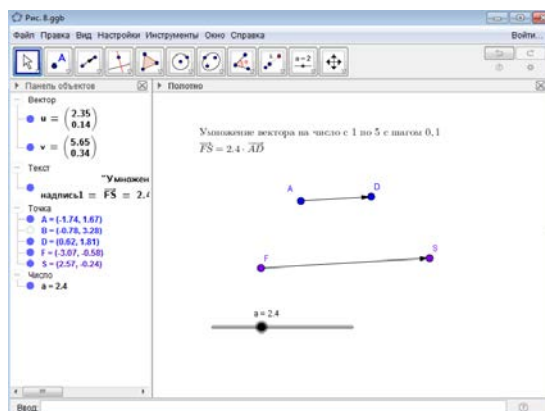 Рис. 8.ggb
Файл Правка Вид Настройки Инструменты Окно Справка
Войти...
a=2
Панель объектов
Полотно
Вектор
u = (2.35
0.14)
v = (5.65
0.34)
Текст
"Умножен
надпись1 = FS = 2.4
Точка
A = (-1.74, 1.67)
B = (-0.78, 3.28)
D = (0.62, 1.81)
F = (-3.07, -0.58)
S = (2.57, -0.24)
Число
a = 2.4
Умножение вектора на число с 1 по 5 с шагом 0,1
FS = 2.4 · AD
A
D
F
S
a = 2.4
Ввод: